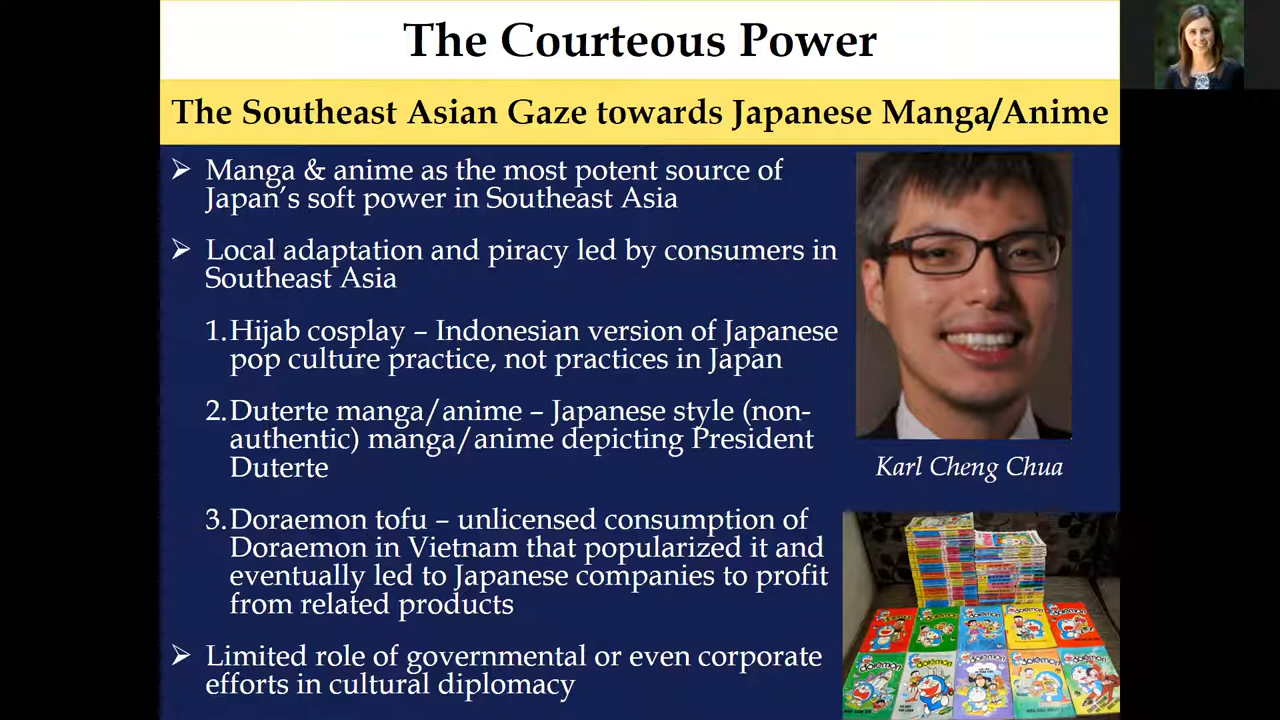 The Courteous Power
The Southeast Asian Gaze towards Japanese Manga/Anime
➢ Manga & anime as the most potent source of
Japan’s soft power in Southeast Asia
➢ Local adaptation and piracy led by consumers in
Southeast Asia
1. Hijab cosplay – Indonesian version of Japanese
pop culture practice, not practices in Japan
2. Duterte manga/anime – Japanese style (non-
authentic) manga/anime depicting President
Duterte
3. Doraemon tofu – unlicensed consumption of
Doraemon in Vietnam that popularized it and
eventually led to Japanese companies to profit
from related products
➢ Limited role of governmental or even corporate
efforts in cultural diplomacy
Karl Cheng Chua